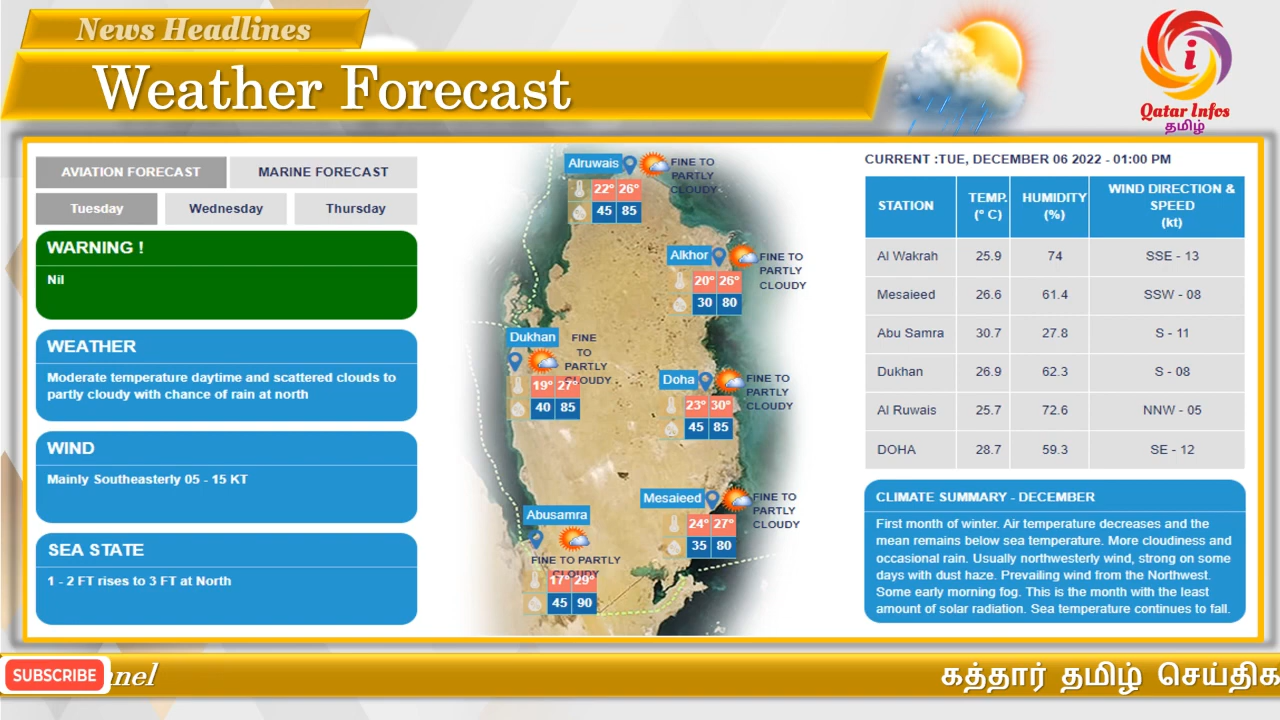 News Headlines
Weather Forecast
i
Qatar Infos
தமிழ்
AVIATION FORECAST
MARINE FORECAST
Tuesday
Wednesday
Thursday
WARNING !
Nil
WEATHER
Moderate temperature daytime and scattered clouds to
partly cloudy with chance of rain at north
WIND
Mainly Southeasterly 05 - 15 KT
SEA STATE
1 - 2 FT rises to 3 FT at North
Alruwais
FINE TO
PARTLY
CLOUDY
22° 26°
45 85
Alkhor
FINE TO
PARTLY
CLOUDY
20° 26°
30 80
Dukhan
FINE
TO
PARTLY
CLOUDY
19° 27°
40 85
Doha
FINE TO
PARTLY
CLOUDY
23° 30°
45 85
Mesaieed
FINE TO
PARTLY
CLOUDY
24° 27°
35 80
Abusamra
FINE TO PARTLY
CLOUDY
17° 29°
45 90
CURRENT :TUE, DECEMBER 06 2022 - 01:00 PM
STATION TEMP. (° C) HUMIDITY (%) WIND DIRECTION & SPEED (kt)
Al Wakrah 25.9 74 SSE - 13
Mesaieed 26.6 61.4 SSW - 08
Abu Samra 30.7 27.8 S - 11
Dukhan 26.9 62.3 S - 08
Al Ruwais 25.7 72.6 NNW - 05
DOHA 28.7 59.3 SE - 12
CLIMATE SUMMARY - DECEMBER
First month of winter. Air temperature decreases and the
mean remains below sea temperature. More cloudiness and
occasional rain. Usually northwesterly wind, strong on some
days with dust haze. Prevailing wind from the Northwest.
Some early morning fog. This is the month with the least
amount of solar radiation. Sea temperature continues to fall.
SUBSCRIBE
nel
கத்தார் தமிழ் செய்திக